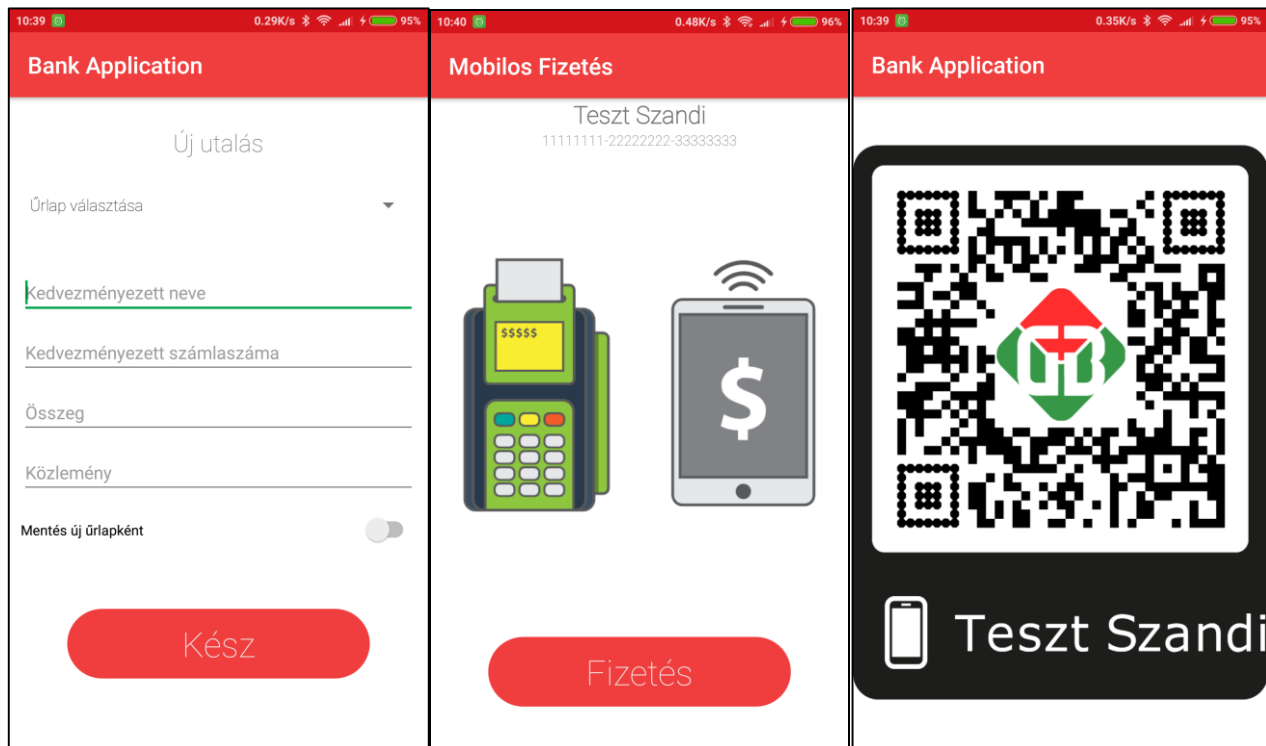 10:39
0.29K/s
95%
Bank Application
Új utalás
Űrlap választása
Kedvezményezett neve
Kedvezményezett számlaszáma
Összeg
Közlemény
Mentés új űrlapként
Kész
10:40
0.48K/s
96%
Mobilos Fizetés
Teszt Szandi
11111111-22222222-33333333
$$$$$
$
Fizetés
10:39
0.35K/s
95%
Bank Application
GB
Teszt Szandi